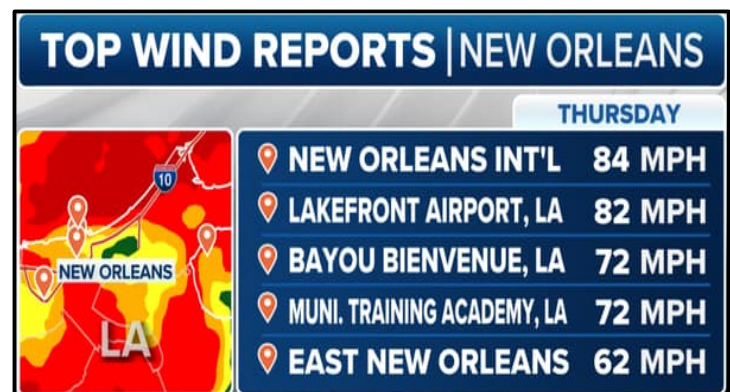 TOP WIND REPORTS | NEW ORLEANS
THURSDAY
NEW ORLEANS INT'L 84 MPH
LAKEFRONT AIRPORT, LA 82 MPH
BAYOU BIENVENUE, LA 72 MPH
MUNI. TRAINING ACADEMY, LA 72 MPH
EAST NEW ORLEANS 62 MPH
10
NEW ORLEANS
LA